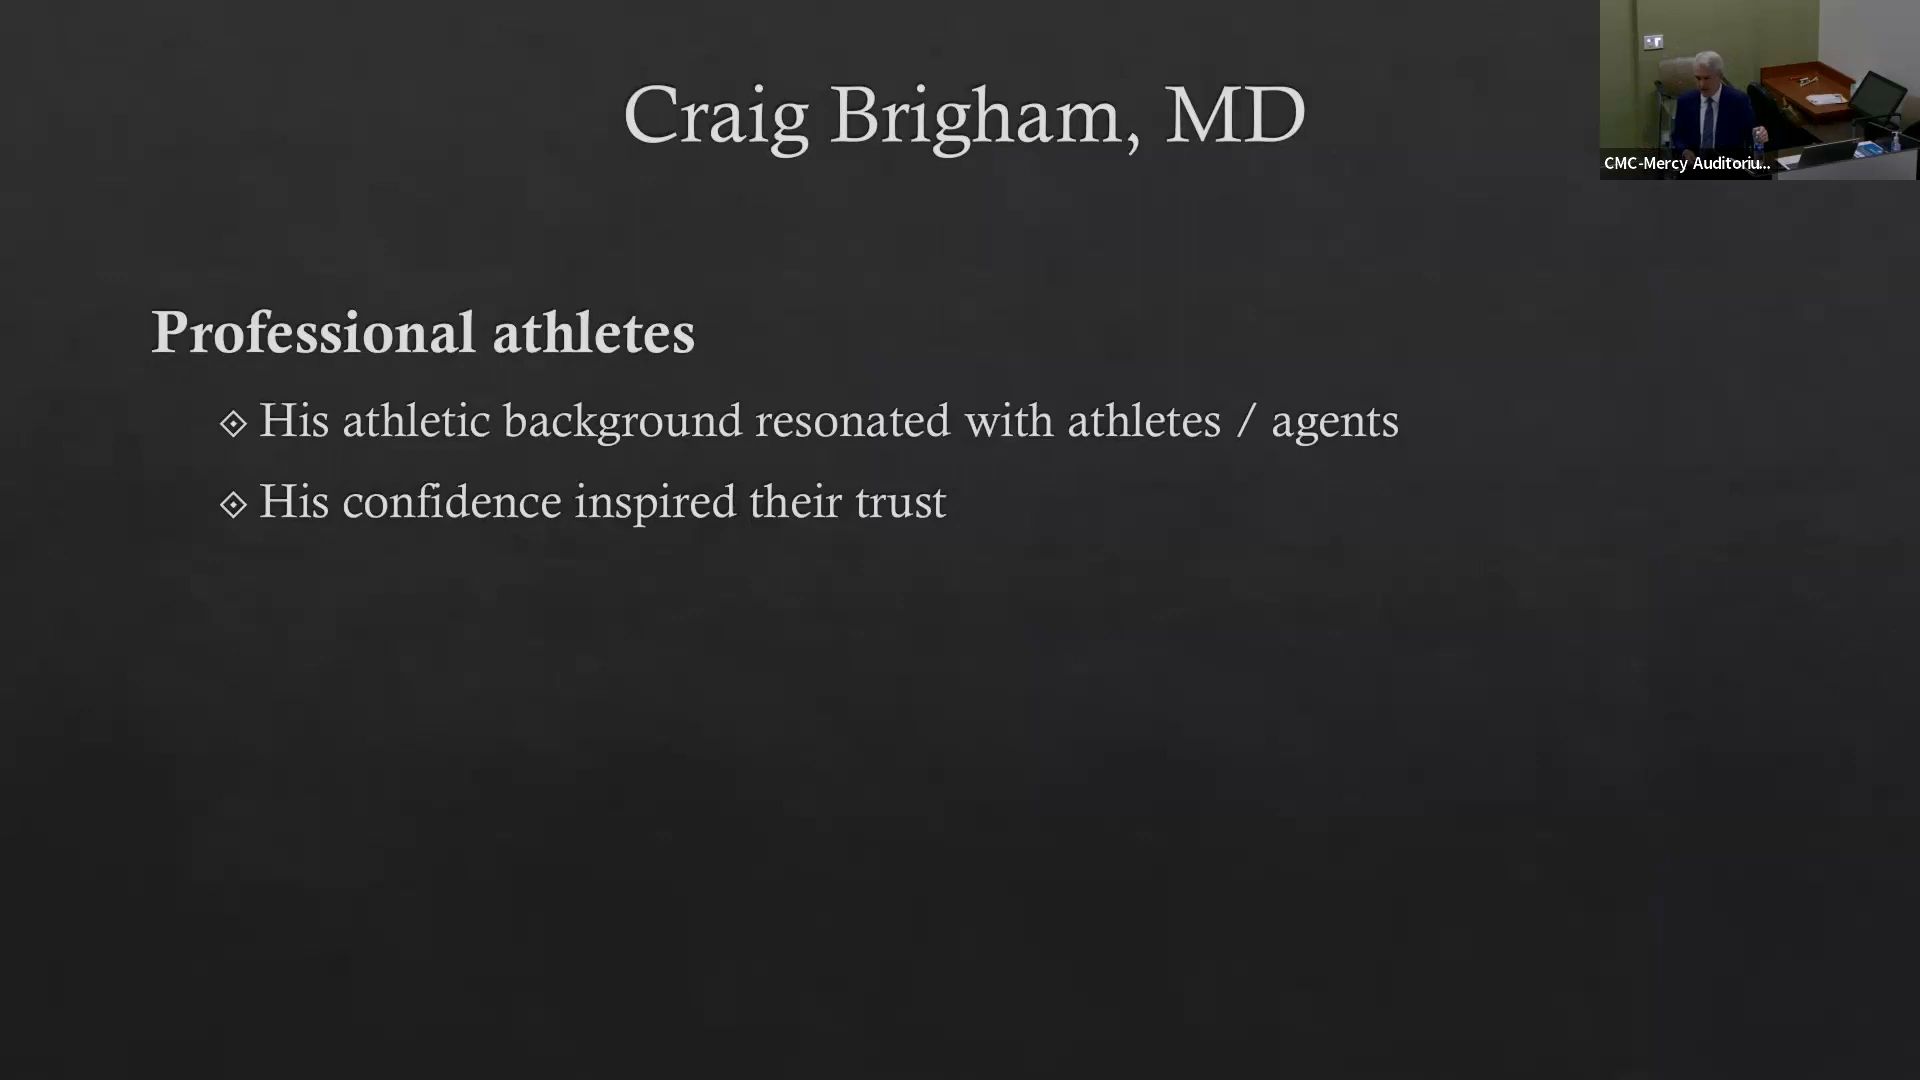 Craig Brigham, MD
CMC-Mercy Auditoriu...
Professional athletes
His athletic background resonated with athletes / agents
His confidence inspired their trust